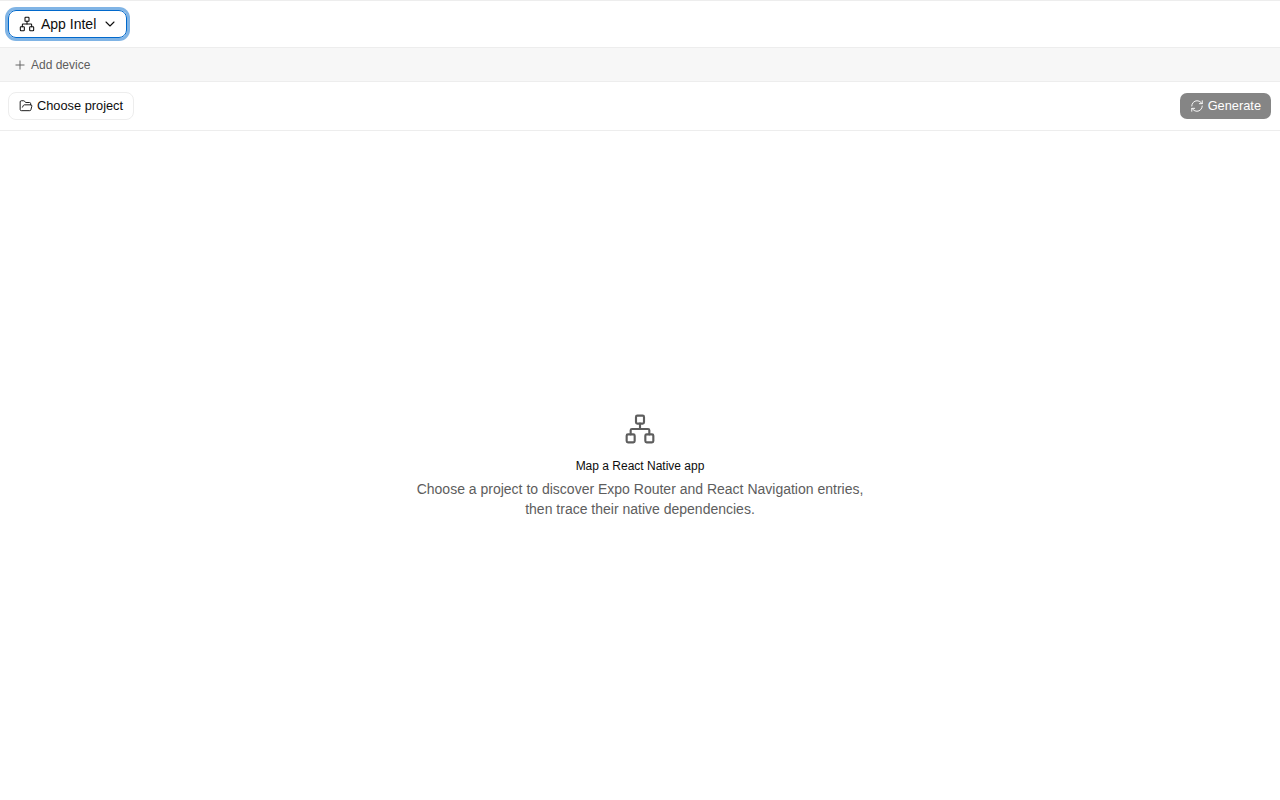 App Intel
Add device
Choose project
Generate
Map a React Native app
Choose a project to discover Expo Router and React Navigation entries,
then trace their native dependencies.